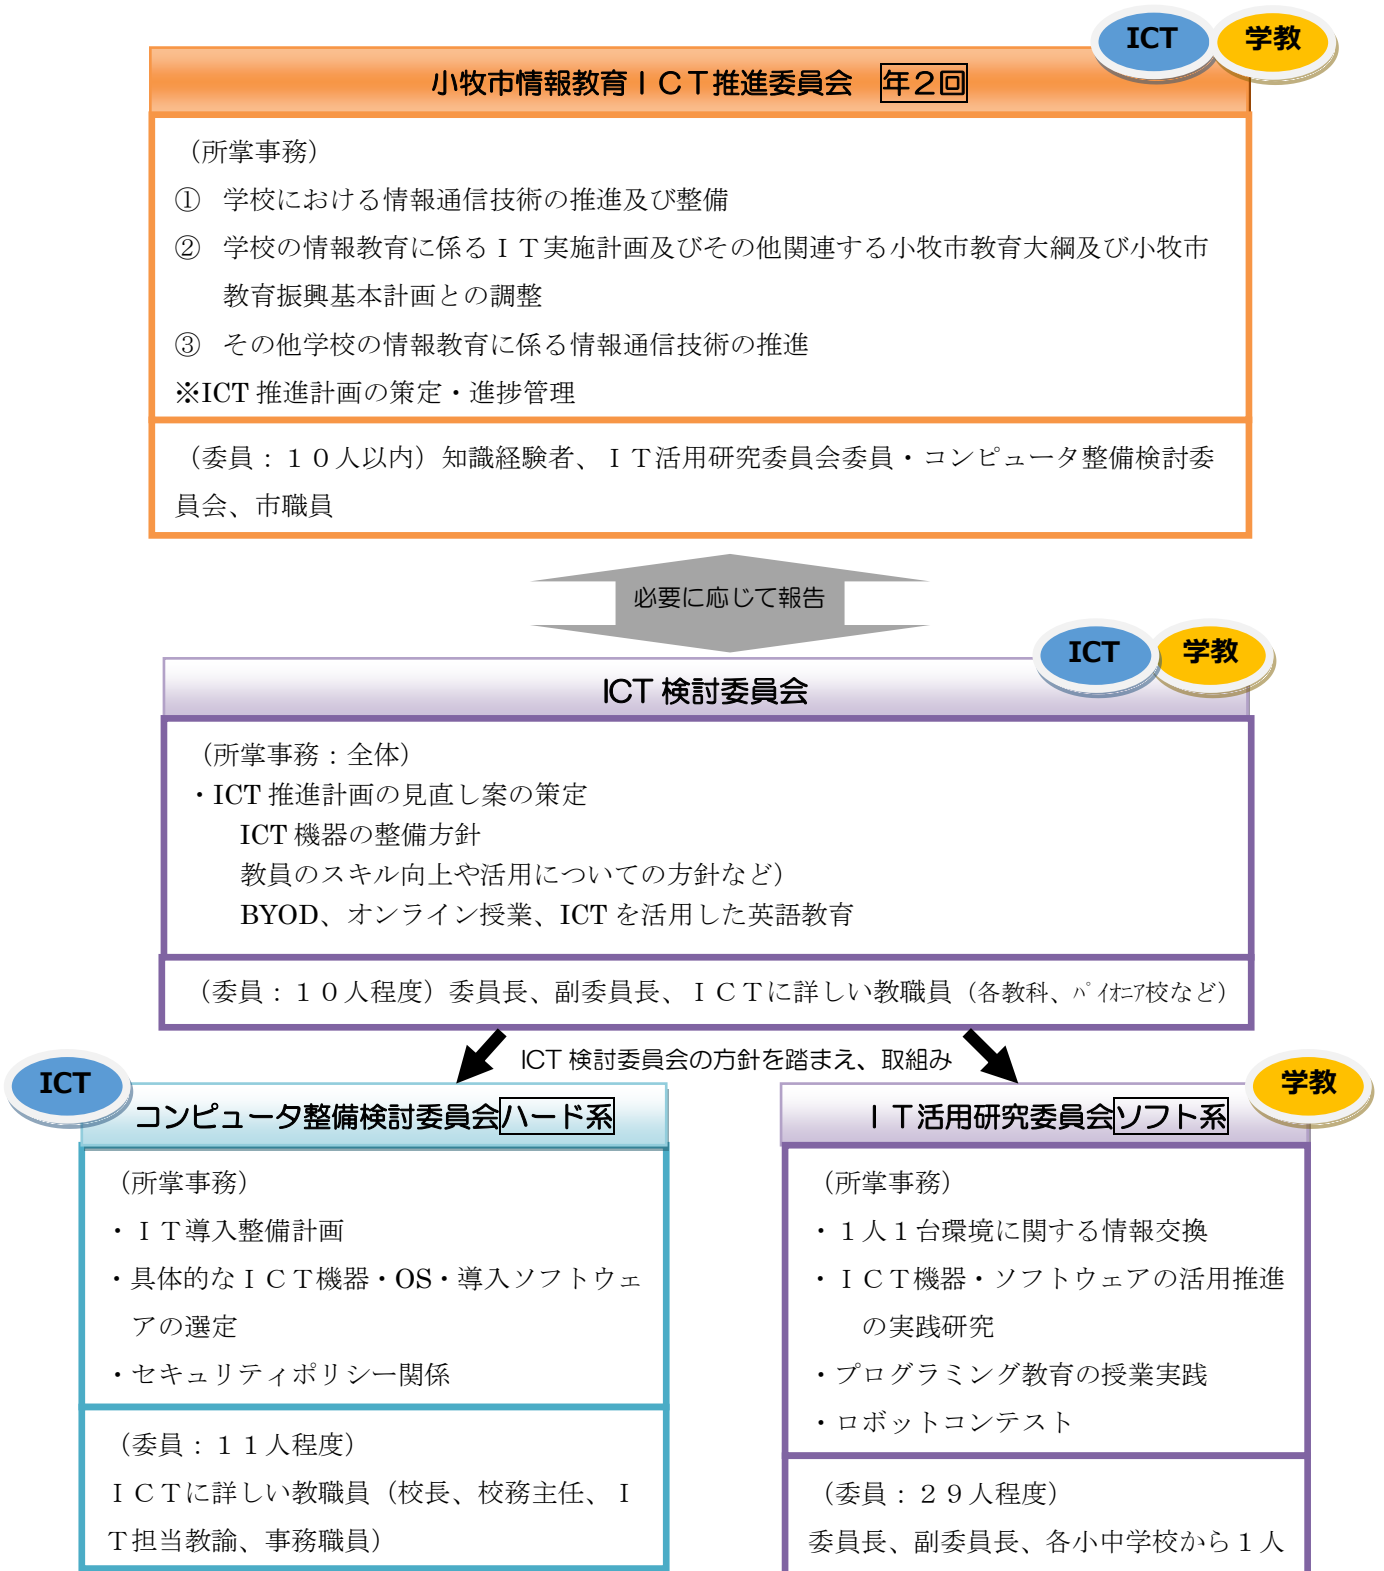 ICT 学教
小牧市情報教育ＩＣＴ推進委員会　年２回
（所掌事務）
①　学校における情報通信技術の推進及び整備
②　学校の情報教育に係るＩＴ実施計画及びその他関連する小牧市教育大綱及び小牧市
教育振興基本計画との調整
③　その他学校の情報教育に係る情報通信技術の推進
※ICT 推進計画の策定・進捗管理
（委員：１０人以内）知識経験者、ＩＴ活用研究委員会委員・コンピュータ整備検討委
員会、市職員
必要に応じて報告
ICT 学教
ICT 検討委員会
（所掌事務：全体）
・ICT 推進計画の見直し案の策定
ICT 機器の整備方針
教員のスキル向上や活用についての方針など）
BYOD、オンライン授業、ICT を活用した英語教育
（委員：１０人程度）委員長、副委員長、ＩＣＴに詳しい教職員（各教科、ﾊﾟｲｵﾆｱ校など）
ICT 検討委員会の方針を踏まえ、取組み
ICT
コンピュータ整備検討委員会ハード系
（所掌事務）
・ＩＴ導入整備計画
・具体的なＩＣＴ機器・OS・導入ソフトウェ
アの選定
・セキュリティポリシー関係
（委員：１１人程度）
ＩＣＴに詳しい教職員（校長、校務主任、Ｉ
Ｔ担当教諭、事務職員）
学教
ＩＴ活用研究委員会ソフト系
（所掌事務）
・１人１台環境に関する情報交換
・ＩＣＴ機器・ソフトウェアの活用推進
の実践研究
・プログラミング教育の授業実践
・ロボットコンテスト
（委員：２９人程度）
委員長、副委員長、各小中学校から１人